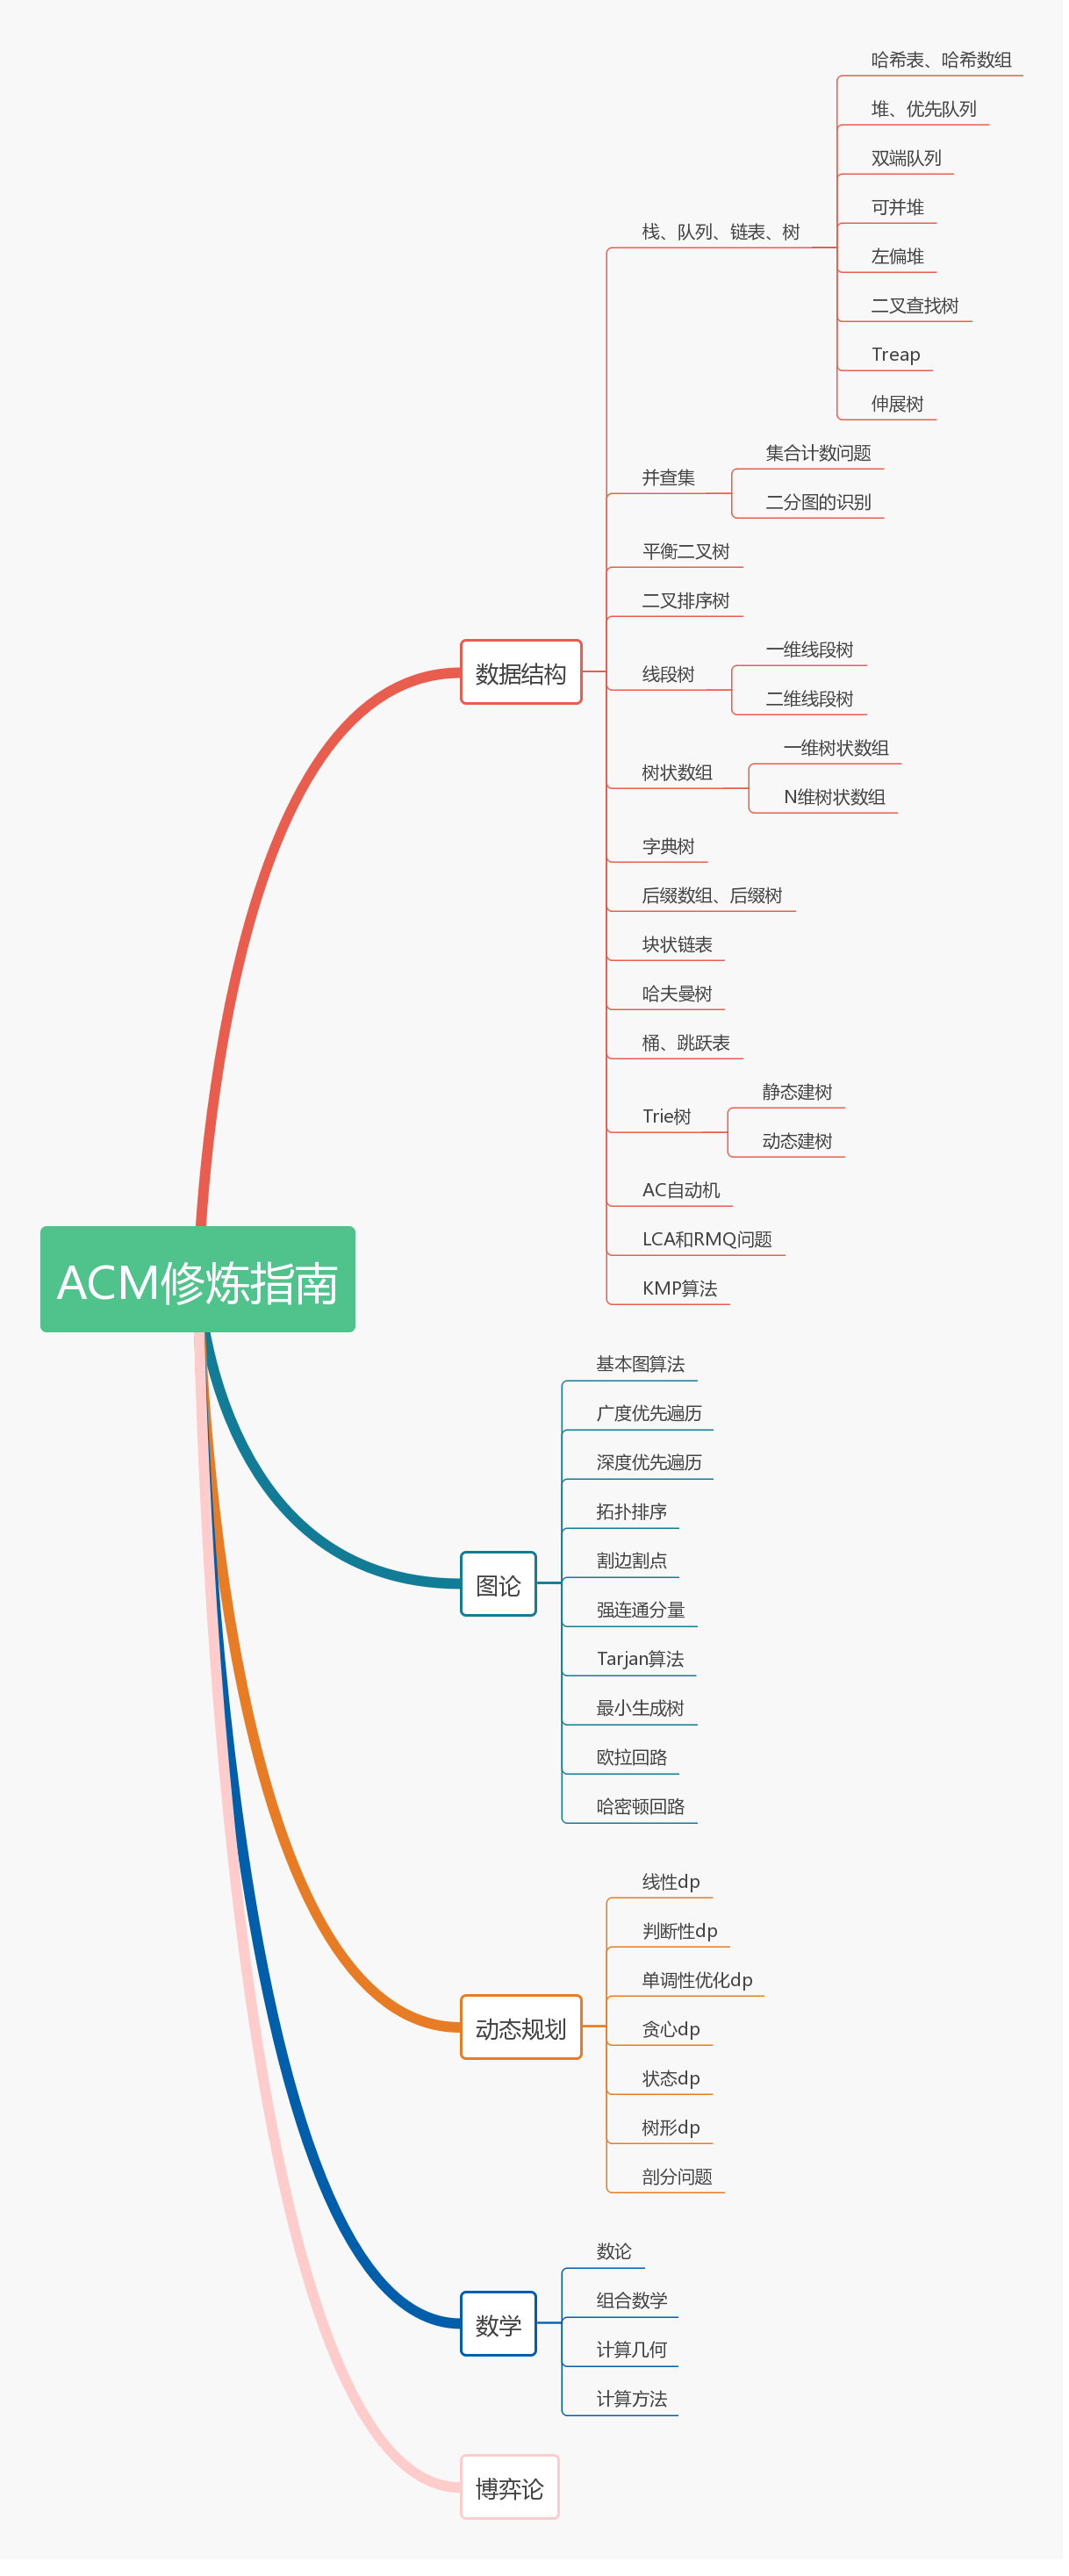 ACM修炼指南
数据结构
栈、队列、链表、树
哈希表、哈希数组
堆、优先队列
双端队列
可并堆
左偏堆
二叉查找树
Treap
伸展树
并查集
集合计数问题
二分图的识别
平衡二叉树
二叉排序树
线段树
一维线段树
二维线段树
树状数组
一维树状数组
N维树状数组
字典树
后缀数组、后缀树
块状链表
哈夫曼树
桶、跳跃表
Trie树
静态建树
动态建树
AC自动机
LCA和RMQ问题
KMP算法
图论
基本图算法
广度优先遍历
深度优先遍历
拓扑排序
割边割点
强连通分量
Tarjan算法
最小生成树
欧拉回路
哈密顿回路
动态规划
线性dp
判断性dp
单调性优化dp
贪心dp
状态dp
树形dp
剖分问题
数学
数论
组合数学
计算几何
计算方法
博弈论